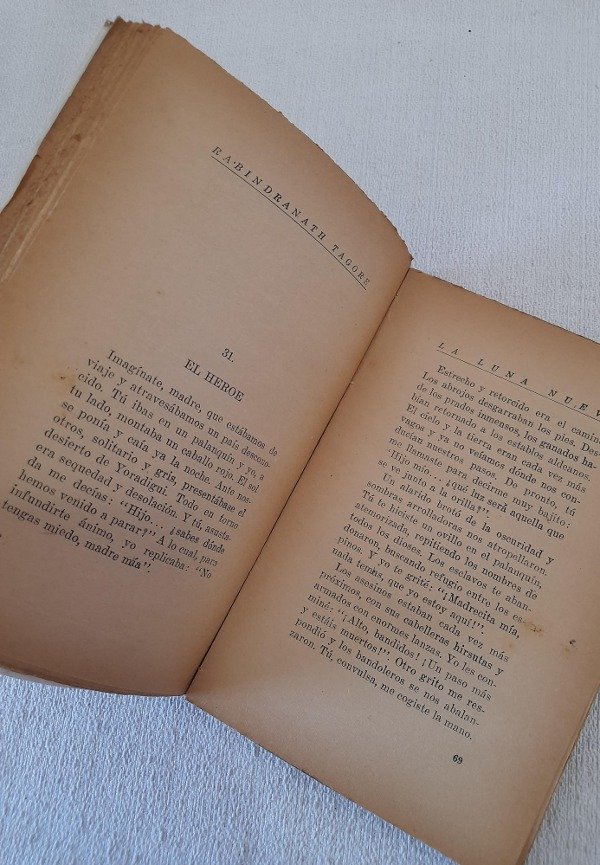 RABINDRANATH TAGORE
31.
EL HEROE
Imagínate, madre, que estábamos de
viaje y atravesábamos un país descono-
cido. Tú íbas en un palanquín y yo, a
tu lado, montaba un caballo rojo. El sol
se ponía y caía ya la noche. Ante nos-
otros, solitario y gris, presentábase el
desierto de Yoradigui. Todo en torno
era sequedad y desolación. Y tú, asusta-
da me decías: "Hijo... ¿sabes dónde
hemos venido a parar?" A lo cual, para
infundirte ánimo, yo replicaba: "No
tengas miedo, madre mía".
LA LUNA NUEV
Estrecho y retorcido era el camino
Los abrojos desgarraban los pies. Des-
de los prados inmensos, los ganados ha-
bían retornado a los establos aldeanos.
El cielo y la tierra eran cada vez más
vagos y ya no veíamos dónde nos con-
ducían nuestros pasos. De pronto, tú
me llamaste para decirme muy bajito:
"Hijo mío... ¿qué luz será aquella que
se ve junto a la orilla?".
Un alarido brotó de la obscuridad y
sombras arrolladoras nos atropellaron.
Tú te hiciste un ovillo en el palanquín,
atemorizada, repitiendo los nombres de
todos los dioses. Los esclavos te aban-
donaron, buscando refugio entre los es-
pinos. Y yo te grité: "¡Madrecita mía,
nada temas, que yo estoy aquí!".
Los asesinos estaban cada vez más
próximos, con sus cabelleras hirsutas y
armados con enormes lanzas. Yo les con-
miné: "¡Alto, bandidos! ¡Un paso más
y estáis muertos!" Otro grito me res-
pondió y los bandoleros se nos abalan-
zaron. Tú, convulsa, me cogiste la mano.
69